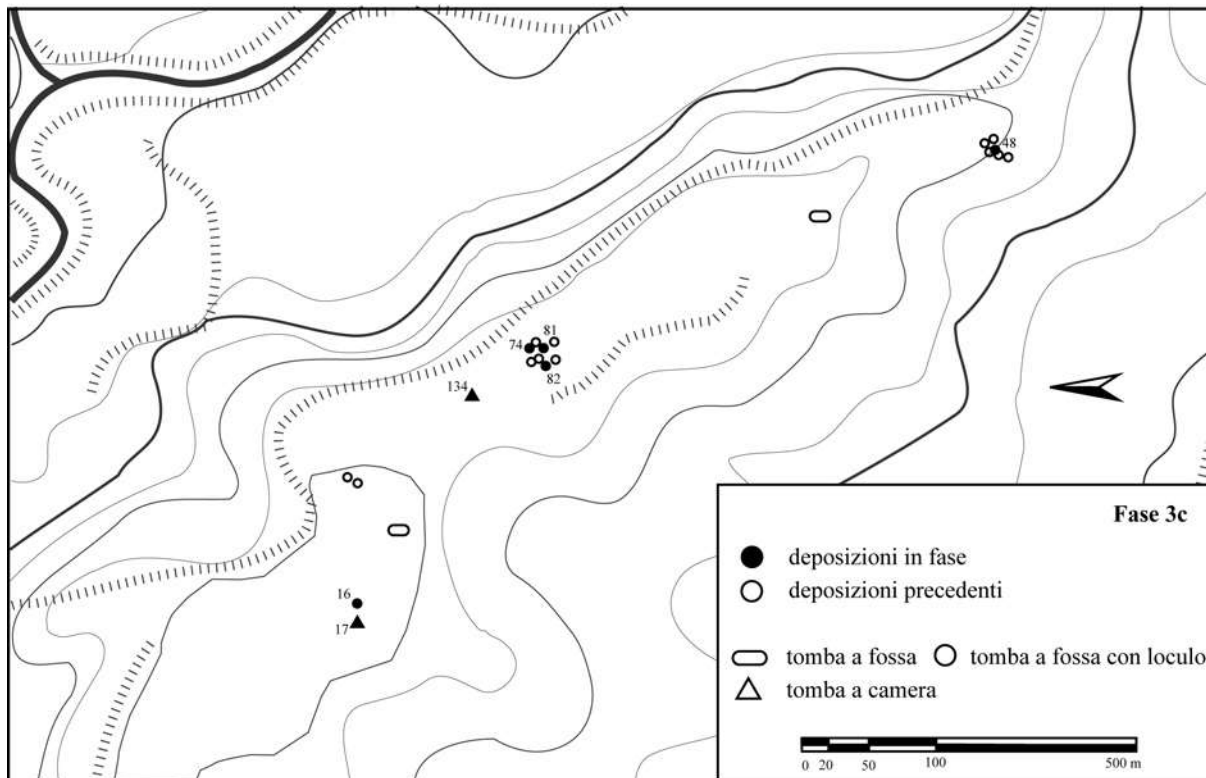 48
81
74
82
134
16
17
Fase 3c
deposizioni in fase
deposizioni precedenti
tomba a fossa tomba a fossa con loculo
tomba a camera
0 20 50 100 500 m